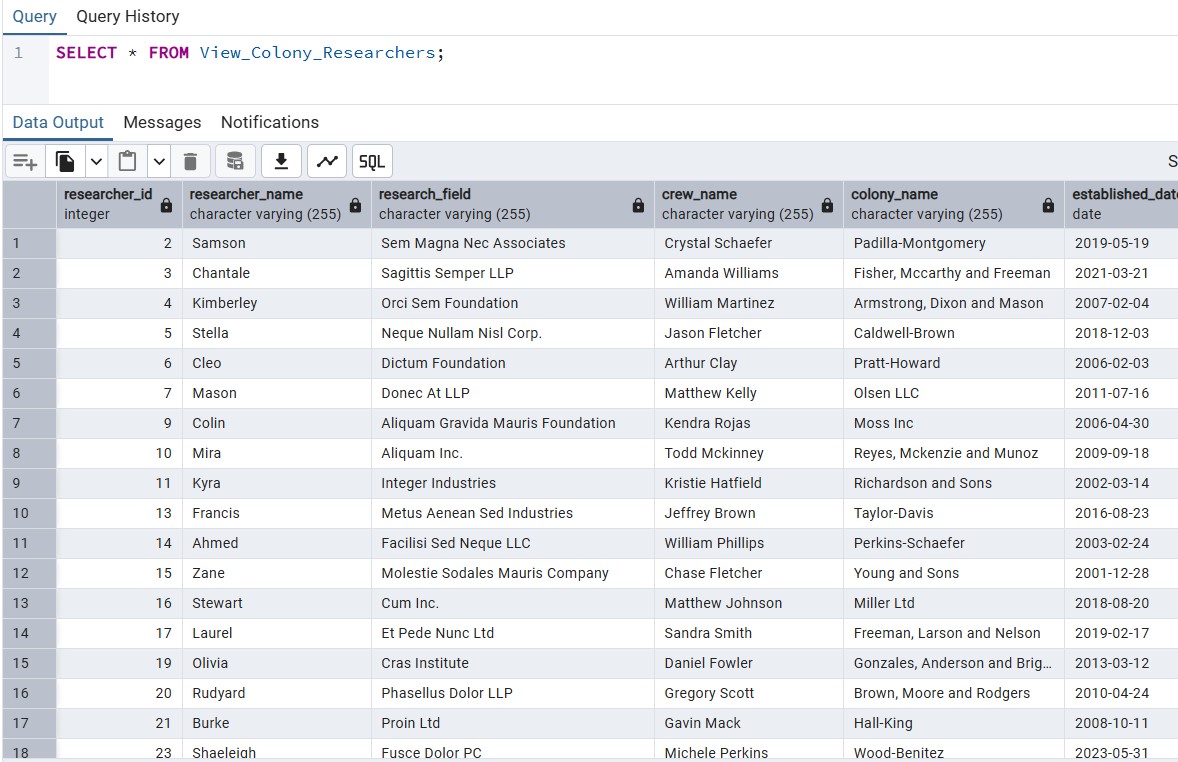 Query Query History
1 SELECT * FROM View_Colony_Researchers;
Data Output Messages Notifications
SQL S
researcher_id researcher_name research_field crew_name colony_name established_date
integer character varying (255) character varying (255) character varying (255) character varying (255) date
1 2 Samson Sem Magna Nec Associates Crystal Schaefer Padilla-Montgomery 2019-05-19
2 3 Chantale Sagittis Semper LLP Amanda Williams Fisher, Mccarthy and Freeman 2021-03-21
3 4 Kimberley Orci Sem Foundation William Martinez Armstrong, Dixon and Mason 2007-02-04
4 5 Stella Neque Nullam Nisl Corp. Jason Fletcher Caldwell-Brown 2018-12-03
5 6 Cleo Dictum Foundation Arthur Clay Pratt-Howard 2006-02-03
6 7 Mason Donec At LLP Matthew Kelly Olsen LLC 2011-07-16
7 9 Colin Aliquam Gravida Mauris Foundation Kendra Rojas Moss Inc 2006-04-30
8 10 Mira Aliquam Inc. Todd Mckinney Reyes, Mckenzie and Munoz 2009-09-18
9 11 Kyra Integer Industries Kristie Hatfield Richardson and Sons 2002-03-14
10 13 Francis Metus Aenean Sed Industries Jeffrey Brown Taylor-Davis 2016-08-23
11 14 Ahmed Facilisi Sed Neque LLC William Phillips Perkins-Schaefer 2003-02-24
12 15 Zane Molestie Sodales Mauris Company Chase Fletcher Young and Sons 2001-12-28
13 16 Stewart Cum Inc. Matthew Johnson Miller Ltd 2018-08-20
14 17 Laurel Et Pede Nunc Ltd Sandra Smith Freeman, Larson and Nelson 2019-02-17
15 19 Olivia Cras Institute Daniel Fowler Gonzales, Anderson and Brig… 2013-03-12
16 20 Rudyard Phasellus Dolor LLP Gregory Scott Brown, Moore and Rodgers 2010-04-24
17 21 Burke Proin Ltd Gavin Mack Hall-King 2008-10-11
18 23 Shaeleigh Fusce Dolor PC Michele Perkins Wood-Benitez 2023-05-31